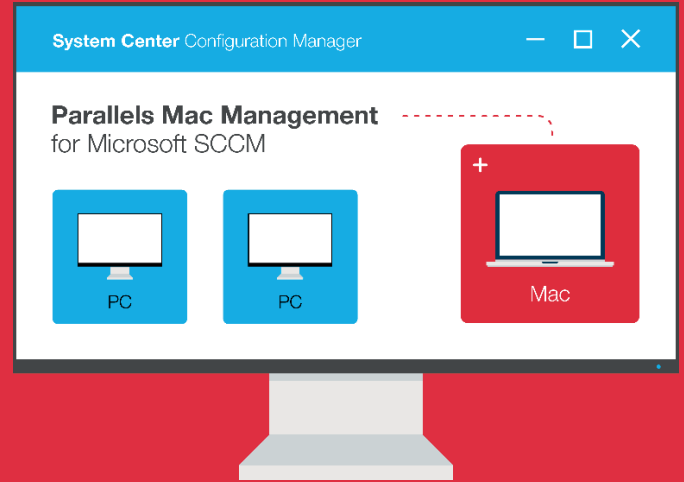 System Center Configuration Manager
Parallels Mac Management
for Microsoft SCCM
PC
PC
Mac